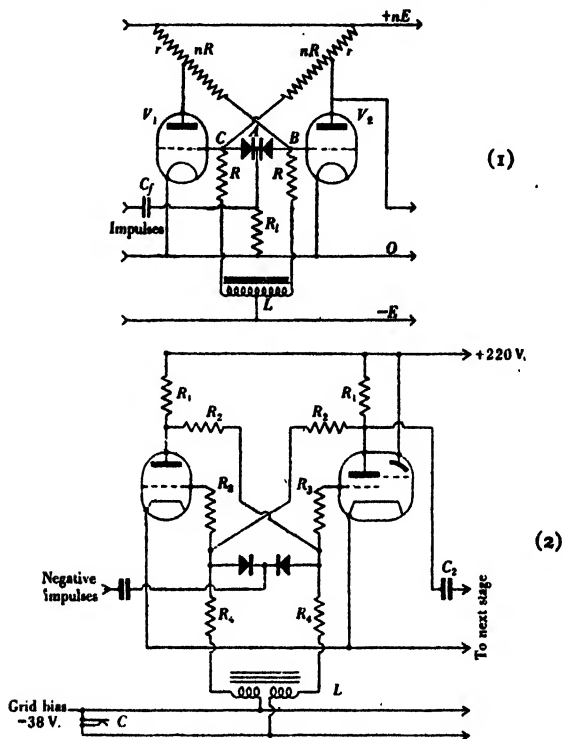 +nE
r nR nR r
V1 V2
C A B
R R
Cf
Impulses
Rl
(1)
O
L
−E
+220 V.
R1 R1
R2 R2
R3 R3
(2)
Negative
impulses
C2
R4 R4
To next stage
L
Grid bias
−38 V.
C